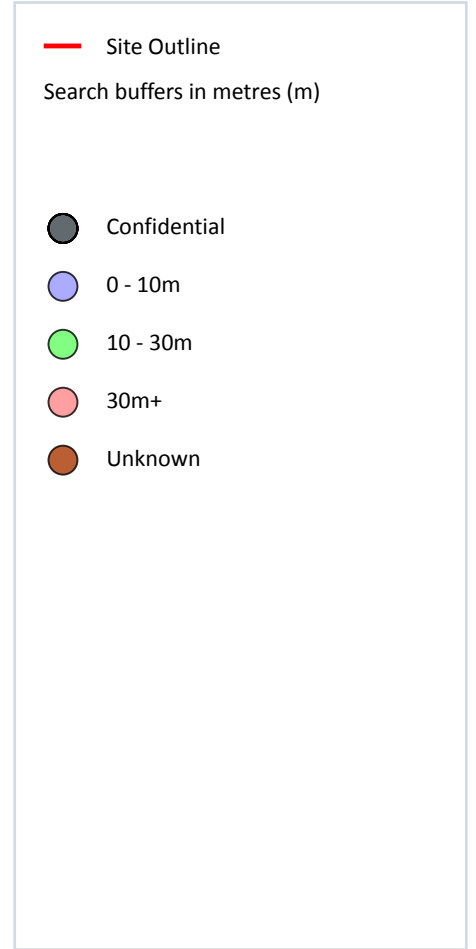 Site Outline
Search buffers in metres (m)
Confidential
0 - 10m
10 - 30m
30m+
Unknown